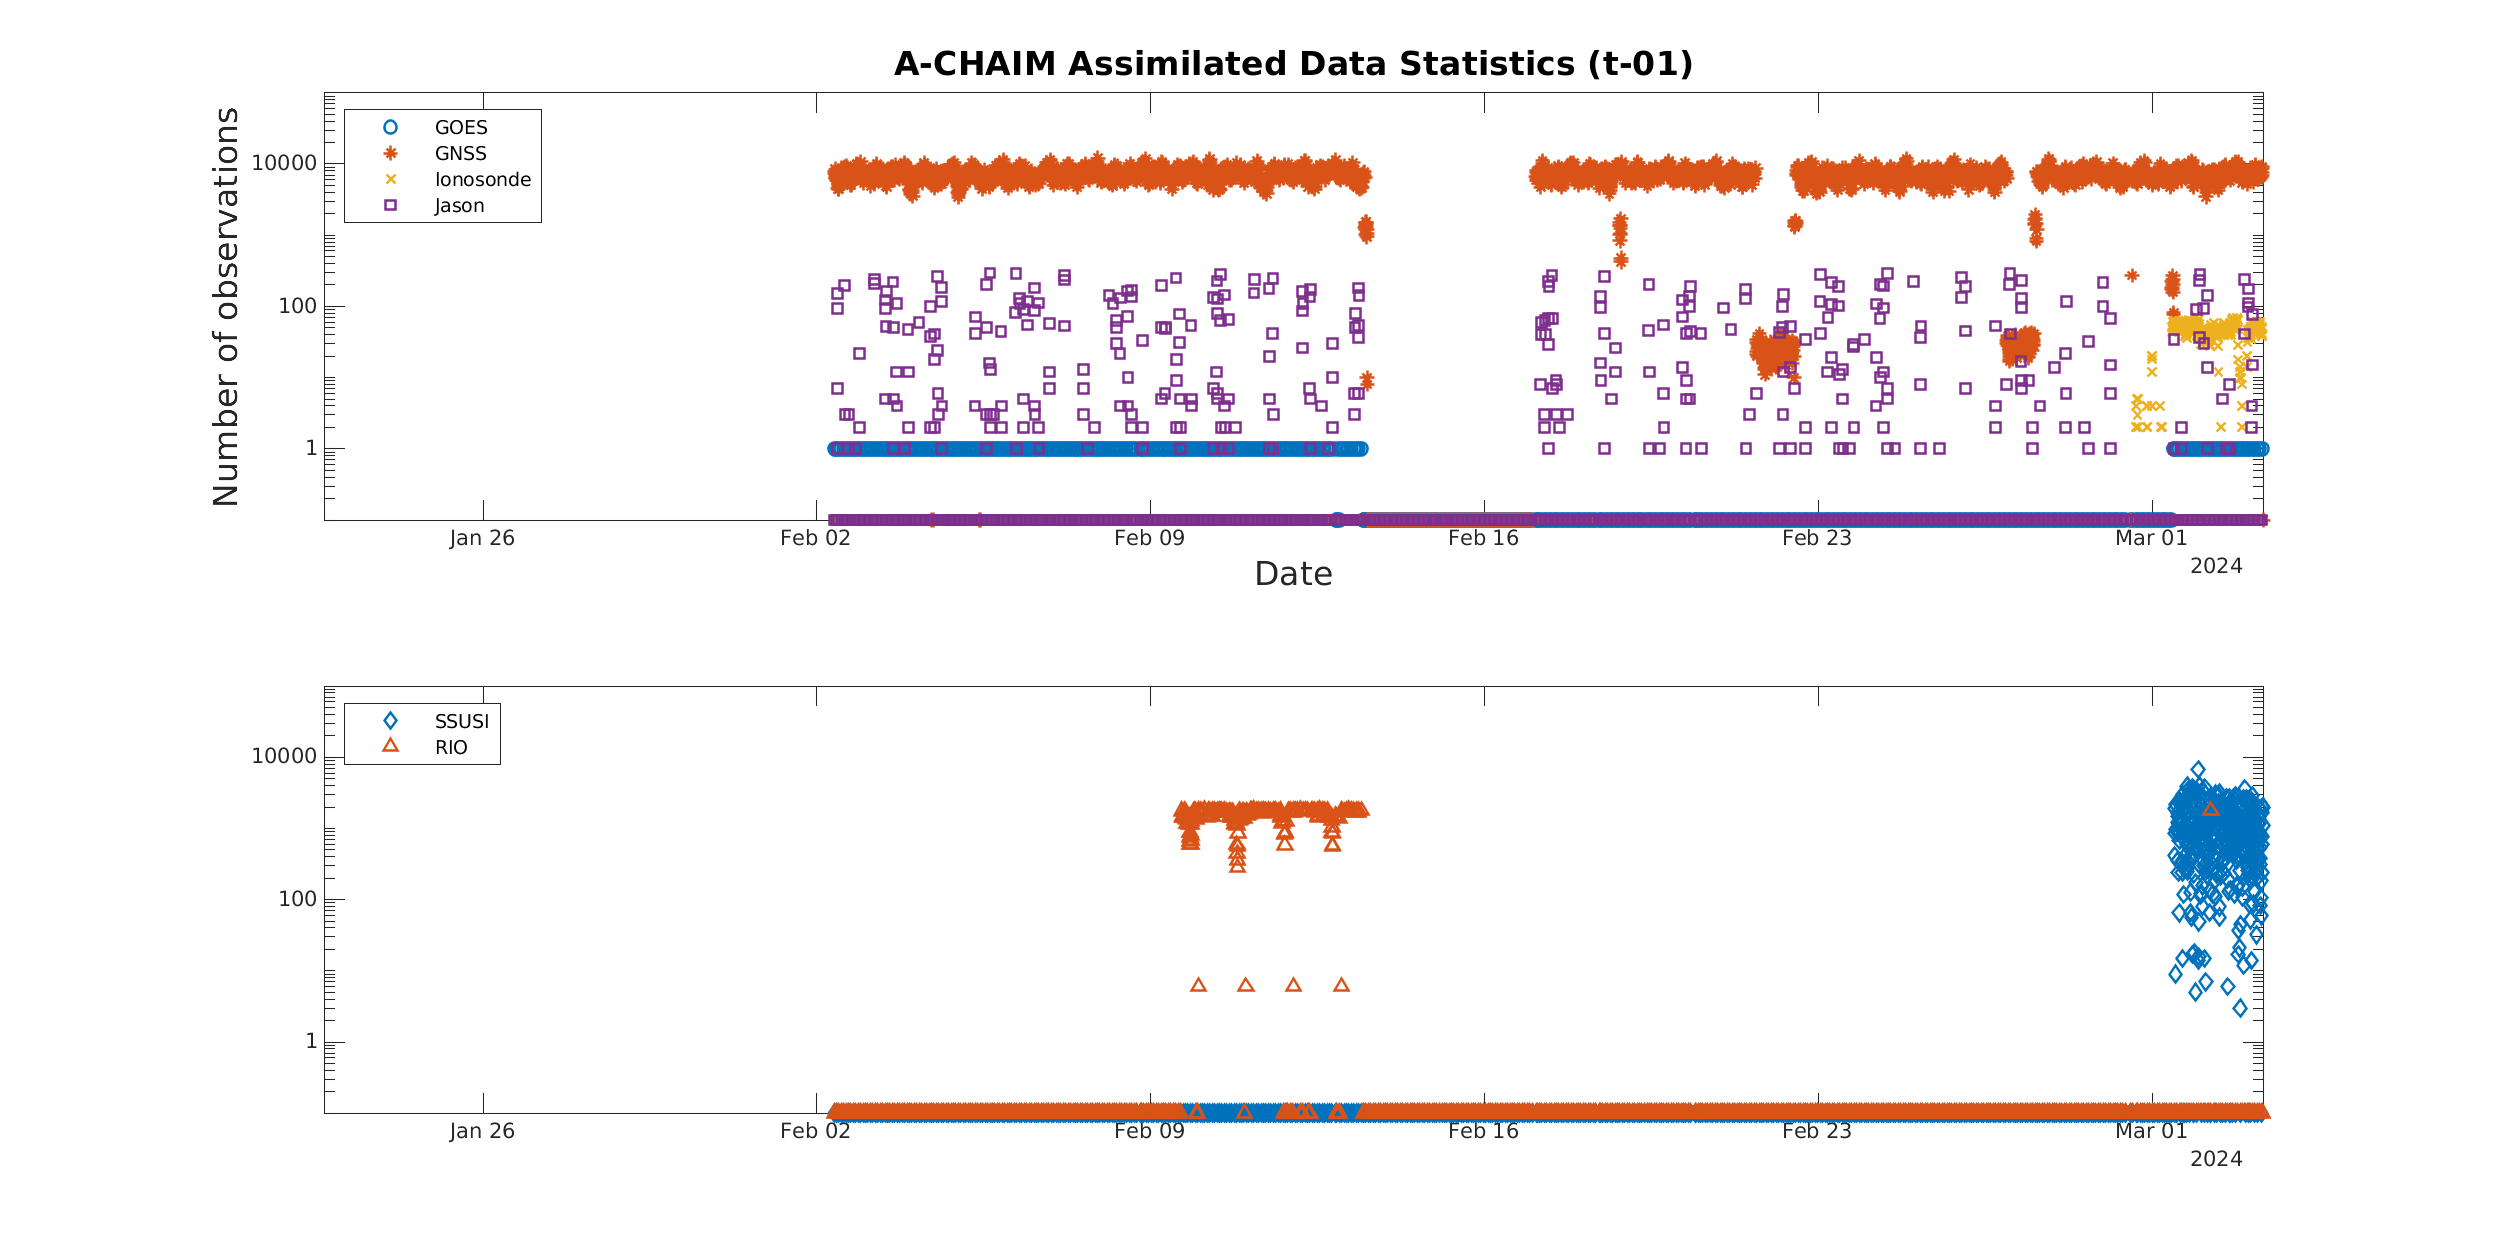 A-CHAIM Assimilated Data Statistics (t-01)
Number of observations
10000
100
1
GOES
GNSS
Ionosonde
Jason
Jan 26
Feb 02
Feb 09
Feb 16
Feb 23
Mar 01
2024
Date
10000
100
1
SSUSI
RIO
Jan 26
Feb 02
Feb 09
Feb 16
Feb 23
Mar 01
2024